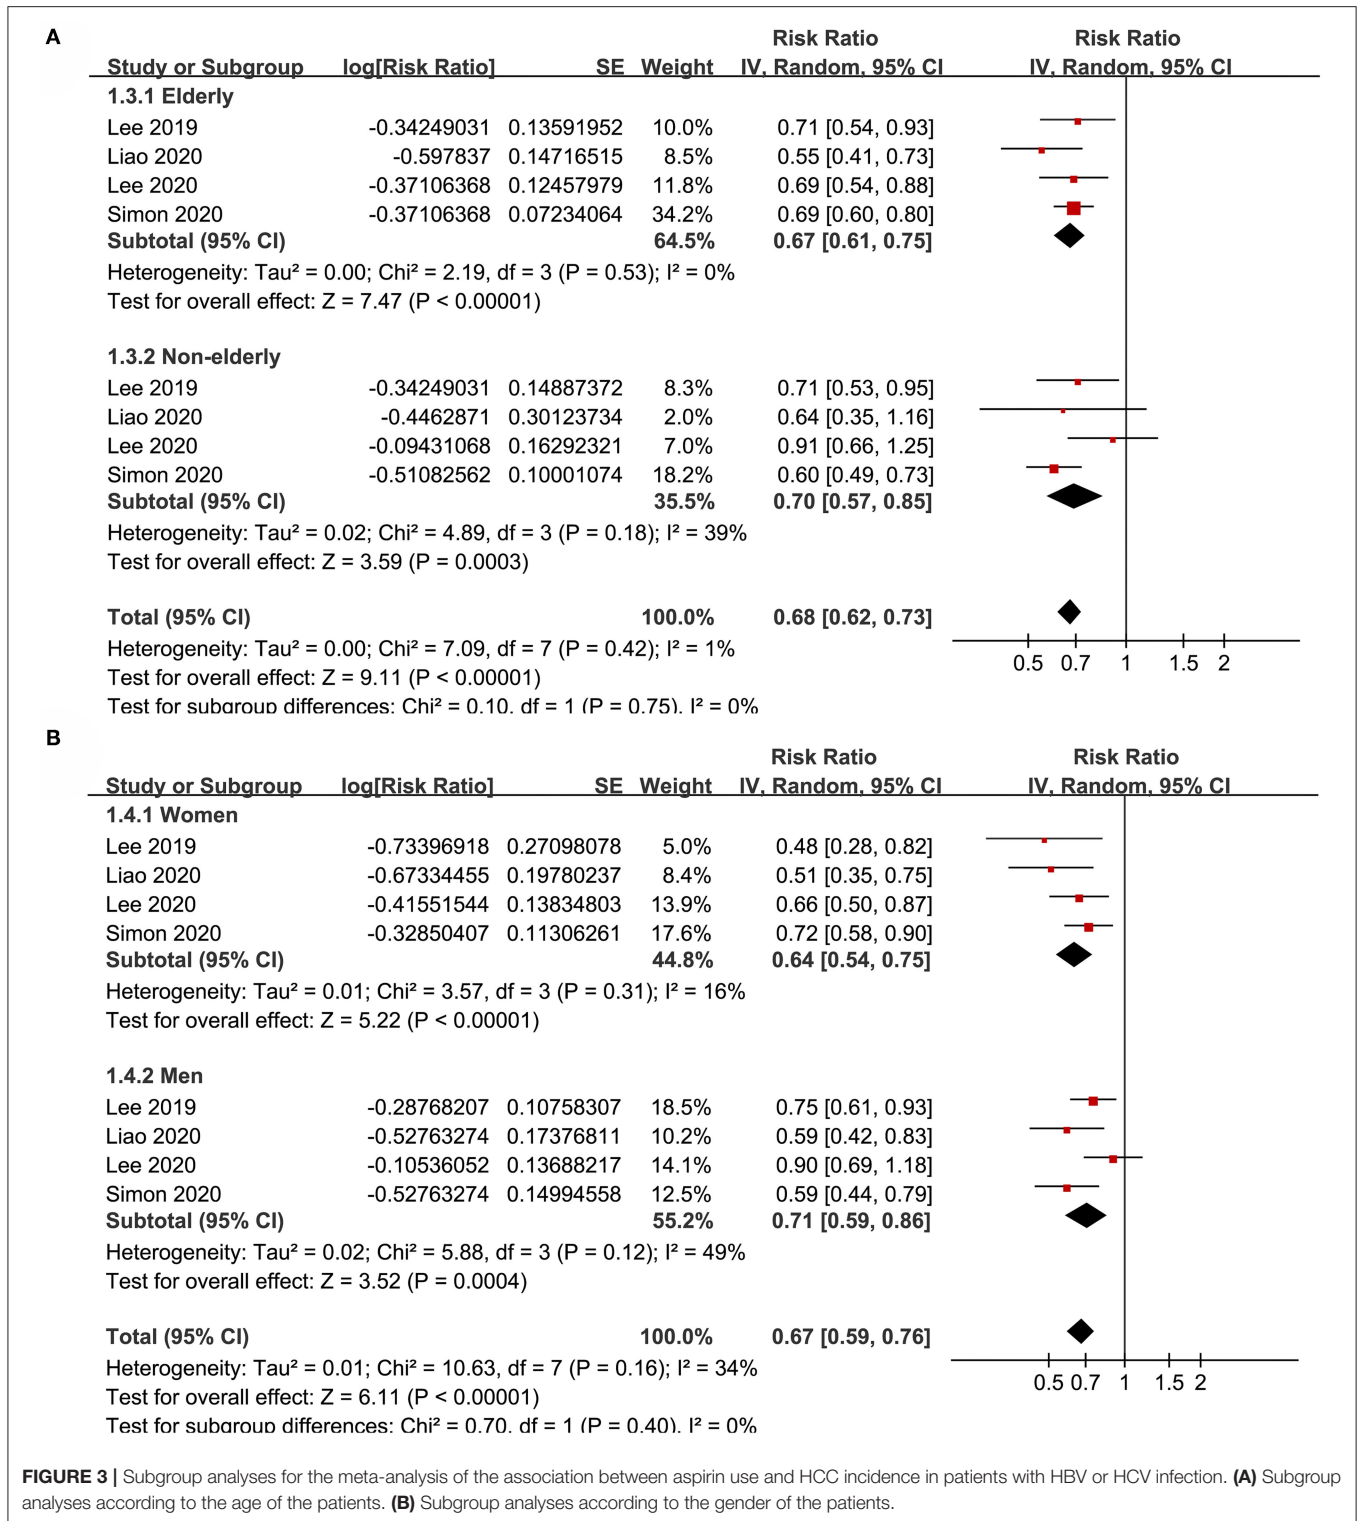 A
Risk Ratio Risk Ratio
Study or Subgroup log[Risk Ratio] SE Weight IV, Random, 95% CI IV, Random, 95% CI
1.3.1 Elderly
Lee 2019 -0.34249031 0.13591952 10.0% 0.71 [0.54, 0.93]
Liao 2020 -0.597837 0.14716515 8.5% 0.55 [0.41, 0.73]
Lee 2020 -0.37106368 0.12457979 11.8% 0.69 [0.54, 0.88]
Simon 2020 -0.37106368 0.07234064 34.2% 0.69 [0.60, 0.80]
Subtotal (95% CI) 64.5% 0.67 [0.61, 0.75]
Heterogeneity: Tau² = 0.00; Chi² = 2.19, df = 3 (P = 0.53); I² = 0%
Test for overall effect: Z = 7.47 (P < 0.00001)
1.3.2 Non-elderly
Lee 2019 -0.34249031 0.14887372 8.3% 0.71 [0.53, 0.95]
Liao 2020 -0.4462871 0.30123734 2.0% 0.64 [0.35, 1.16]
Lee 2020 -0.09431068 0.16292321 7.0% 0.91 [0.66, 1.25]
Simon 2020 -0.51082562 0.10001074 18.2% 0.60 [0.49, 0.73]
Subtotal (95% CI) 35.5% 0.70 [0.57, 0.85]
Heterogeneity: Tau² = 0.02; Chi² = 4.89, df = 3 (P = 0.18); I² = 39%
Test for overall effect: Z = 3.59 (P = 0.0003)
Total (95% CI) 100.0% 0.68 [0.62, 0.73]
Heterogeneity: Tau² = 0.00; Chi² = 7.09, df = 7 (P = 0.42); I² = 1%
0.5 0.7 1 1.5 2
Test for overall effect: Z = 9.11 (P < 0.00001)
Test for subgroup differences: Chi² = 0.10, df = 1 (P = 0.75), I² = 0%
B
Risk Ratio Risk Ratio
Study or Subgroup log[Risk Ratio] SE Weight IV, Random, 95% CI IV, Random, 95% CI
1.4.1 Women
Lee 2019 -0.73396918 0.27098078 5.0% 0.48 [0.28, 0.82]
Liao 2020 -0.67334455 0.19780237 8.4% 0.51 [0.35, 0.75]
Lee 2020 -0.41551544 0.13834803 13.9% 0.66 [0.50, 0.87]
Simon 2020 -0.32850407 0.11306261 17.6% 0.72 [0.58, 0.90]
Subtotal (95% CI) 44.8% 0.64 [0.54, 0.75]
Heterogeneity: Tau² = 0.01; Chi² = 3.57, df = 3 (P = 0.31); I² = 16%
Test for overall effect: Z = 5.22 (P < 0.00001)
1.4.2 Men
Lee 2019 -0.28768207 0.10758307 18.5% 0.75 [0.61, 0.93]
Liao 2020 -0.52763274 0.17376811 10.2% 0.59 [0.42, 0.83]
Lee 2020 -0.10536052 0.13688217 14.1% 0.90 [0.69, 1.18]
Simon 2020 -0.52763274 0.14994558 12.5% 0.59 [0.44, 0.79]
Subtotal (95% CI) 55.2% 0.71 [0.59, 0.86]
Heterogeneity: Tau² = 0.02; Chi² = 5.88, df = 3 (P = 0.12); I² = 49%
Test for overall effect: Z = 3.52 (P = 0.0004)
Total (95% CI) 100.0% 0.67 [0.59, 0.76]
Heterogeneity: Tau² = 0.01; Chi² = 10.63, df = 7 (P = 0.16); I² = 34%
0.5 0.7 1 1.5 2
Test for overall effect: Z = 6.11 (P < 0.00001)
Test for subgroup differences: Chi² = 0.70, df = 1 (P = 0.40), I² = 0%
FIGURE 3 | Subgroup analyses for the meta-analysis of the association between aspirin use and HCC incidence in patients with HBV or HCV infection. (A) Subgroup
analyses according to the age of the patients. (B) Subgroup analyses according to the gender of the patients.